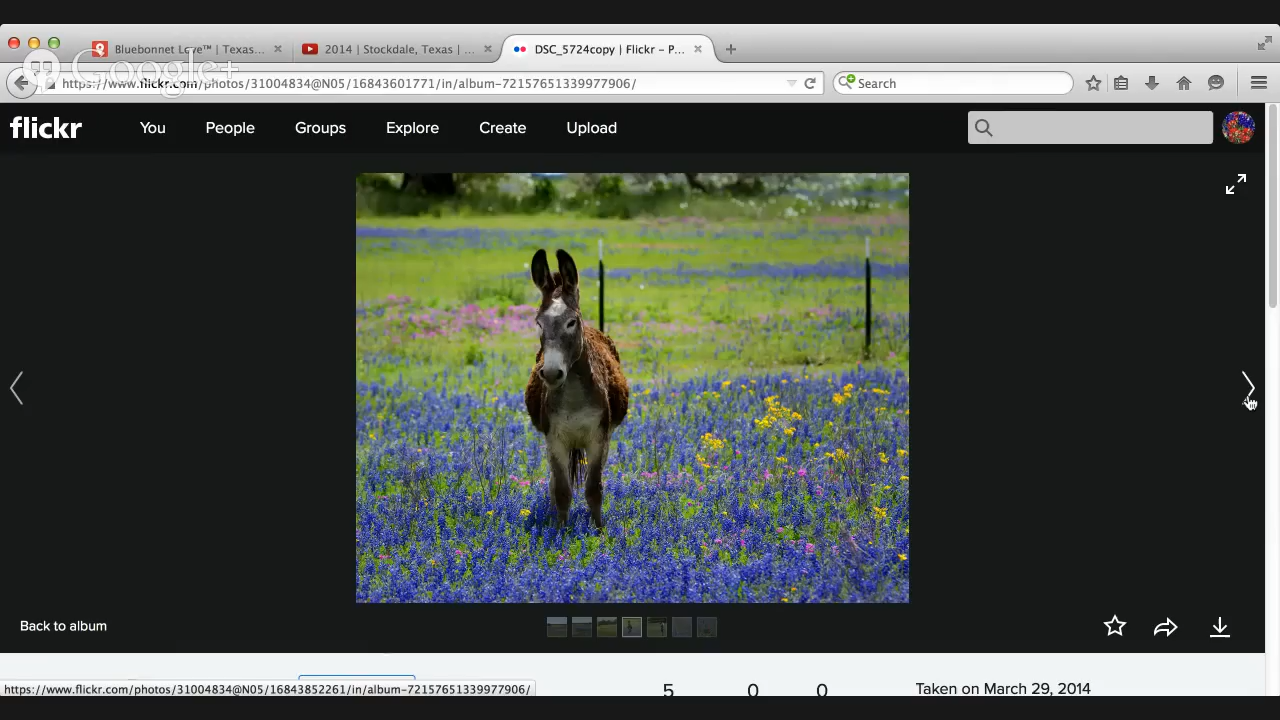 Bluebonnet Love™ | Texas...
2014 | Stockdale, Texas | ...
DSC_5724copy | Flickr – P...
Google+
https://www.flickr.com/photos/31004834@N05/16843601771/in/album-72157651339977906/
Search
flickr
You
People
Groups
Explore
Create
Upload
Back to album
https://www.flickr.com/photos/31004834@N05/16843852261/in/album-72157651339977906/
5
0
0
Taken on March 29, 2014